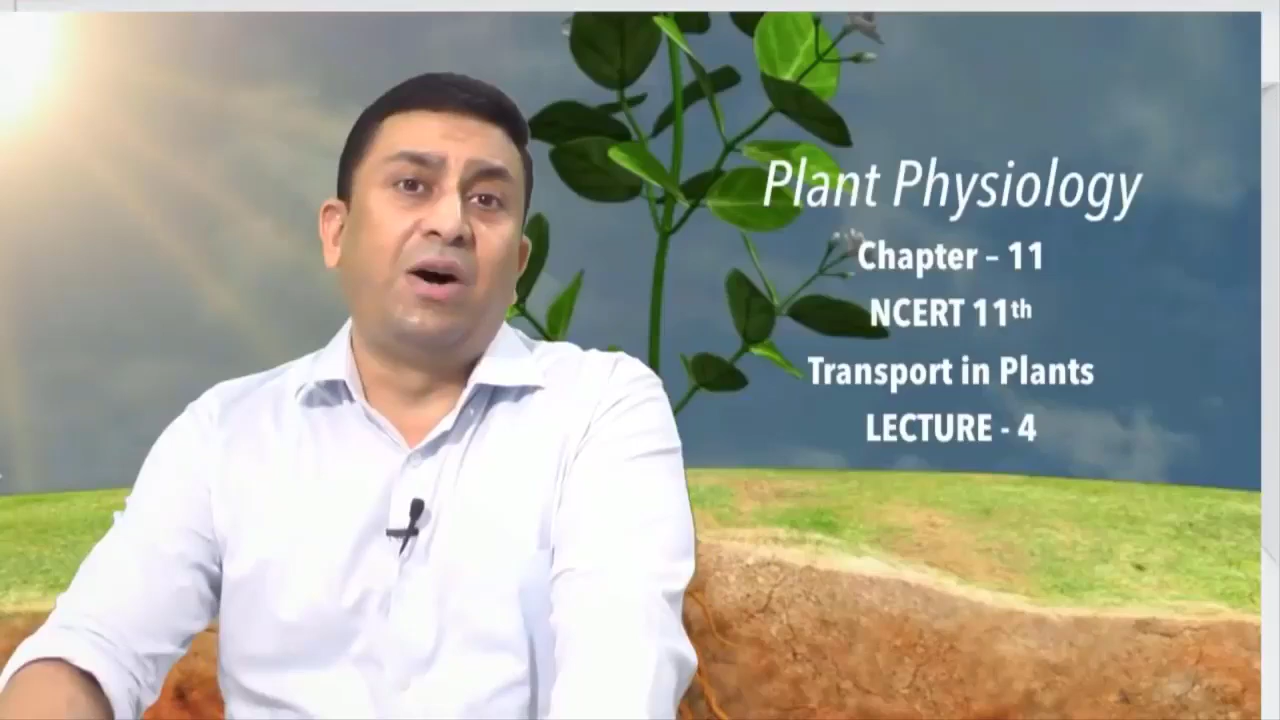 Plant Physiology
Chapter – 11
NCERT 11th
Transport in Plants
LECTURE - 4